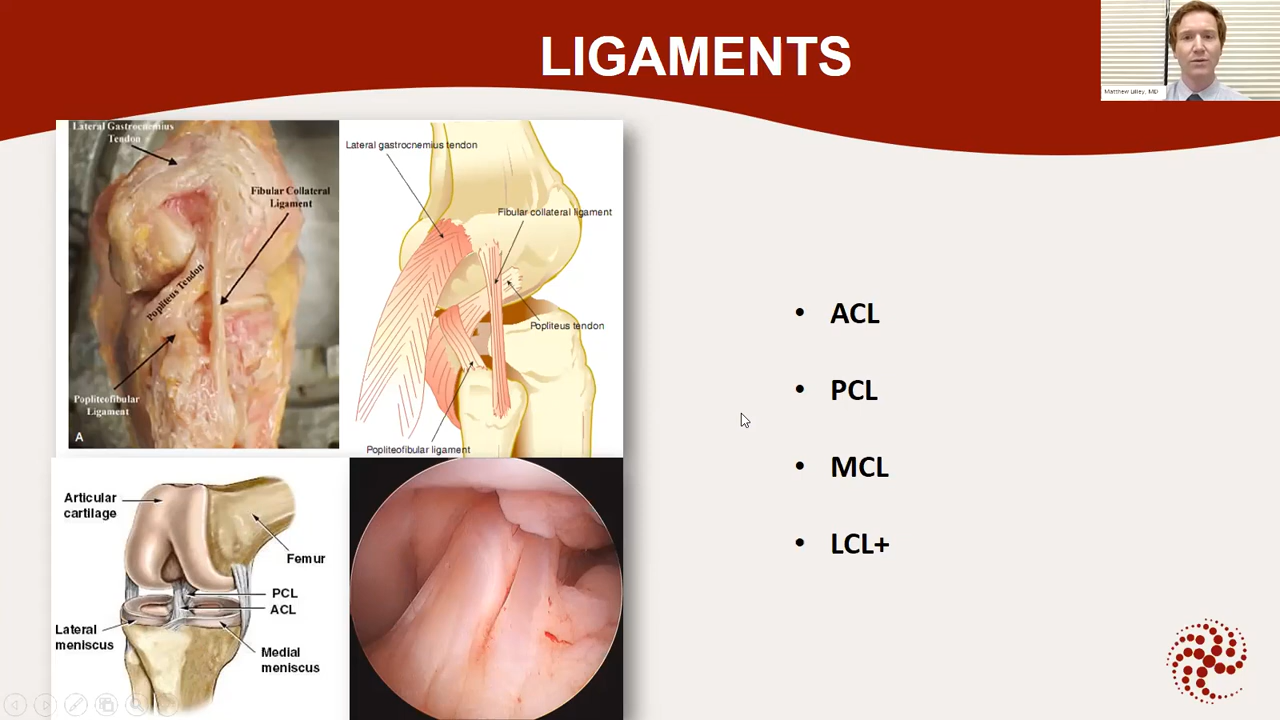 LIGAMENTS
Matthew Lilley, MD
Lateral Gastrocnemius
Tendon
Fibular Collateral
Ligament
Popliteus Tendon
Popliteofibular
Ligament
A
Lateral gastrocnemius tendon
Fibular collateral ligament
Popliteus tendon
Popliteofibular ligament
Articular
cartilage
Femur
PCL
ACL
Lateral
meniscus
Medial
meniscus
• ACL
• PCL
• MCL
• LCL+